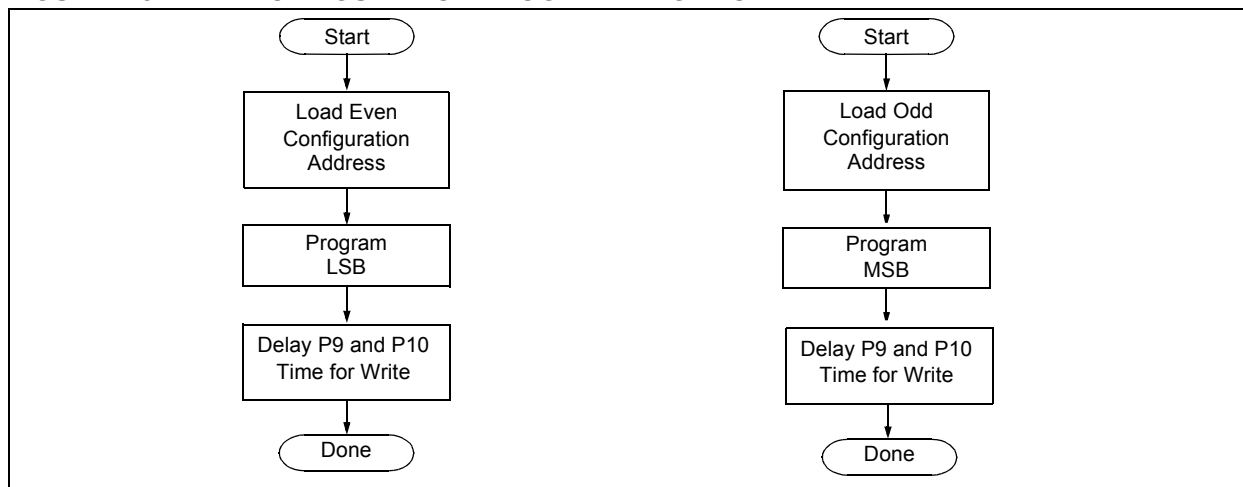 Start
Load Even
Configuration
Address
Program
LSB
Delay P9 and P10
Time for Write
Done
Start
Load Odd
Configuration
Address
Program
MSB
Delay P9 and P10
Time for Write
Done